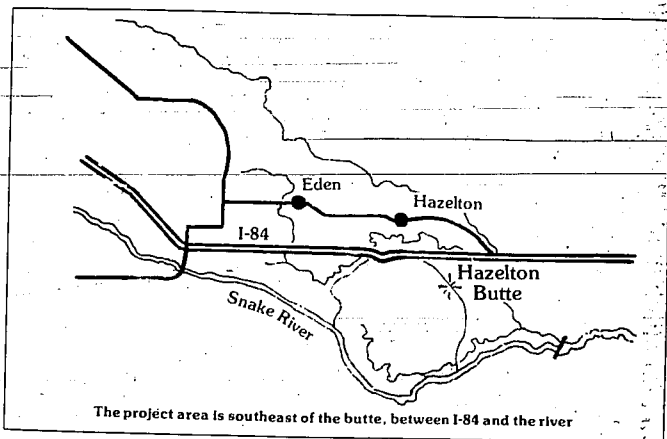 Eden
Hazelton
I-84
Hazelton
Butte
Snake River
The project area is southeast of the butte, between I-84 and the river